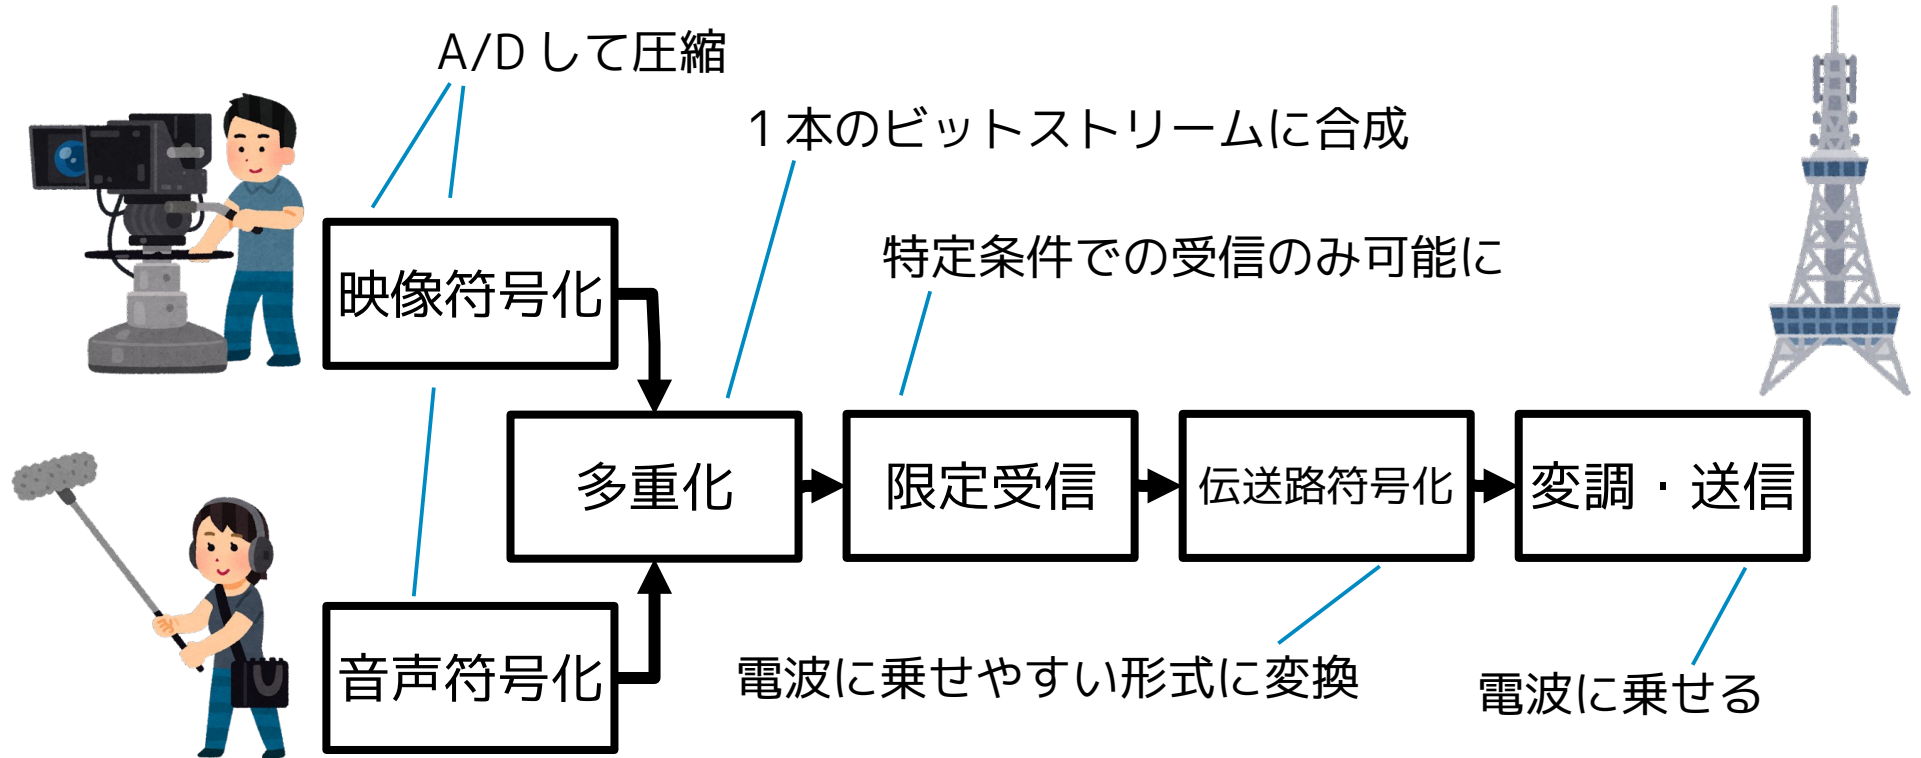 A/Dして圧縮
1本のビットストリームに合成
特定条件での受信のみ可能に
映像符号化
多重化
限定受信
伝送路符号化
変調・送信
音声符号化
電波に乗せやすい形式に変換
電波に乗せる